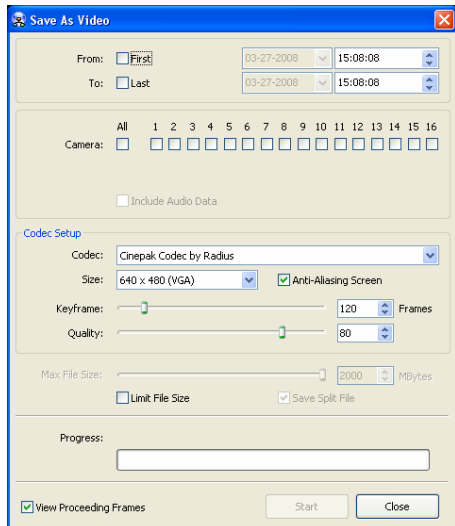 Save As Video
From: First 03-27-2008 15:08:08
To: Last 03-27-2008 15:08:08
All 1 2 3 4 5 6 7 8 9 10 11 12 13 14 15 16
Camera:
Include Audio Data
Codec Setup
Codec: Cinepak Codec by Radius
Size: 640 x 480 (VGA) Anti-Aliasing Screen
Keyframe: 120 Frames
Quality: 80
Max File Size: 2000 MBytes
Limit File Size Save Split File
Progress:
View Proceeding Frames Start Close